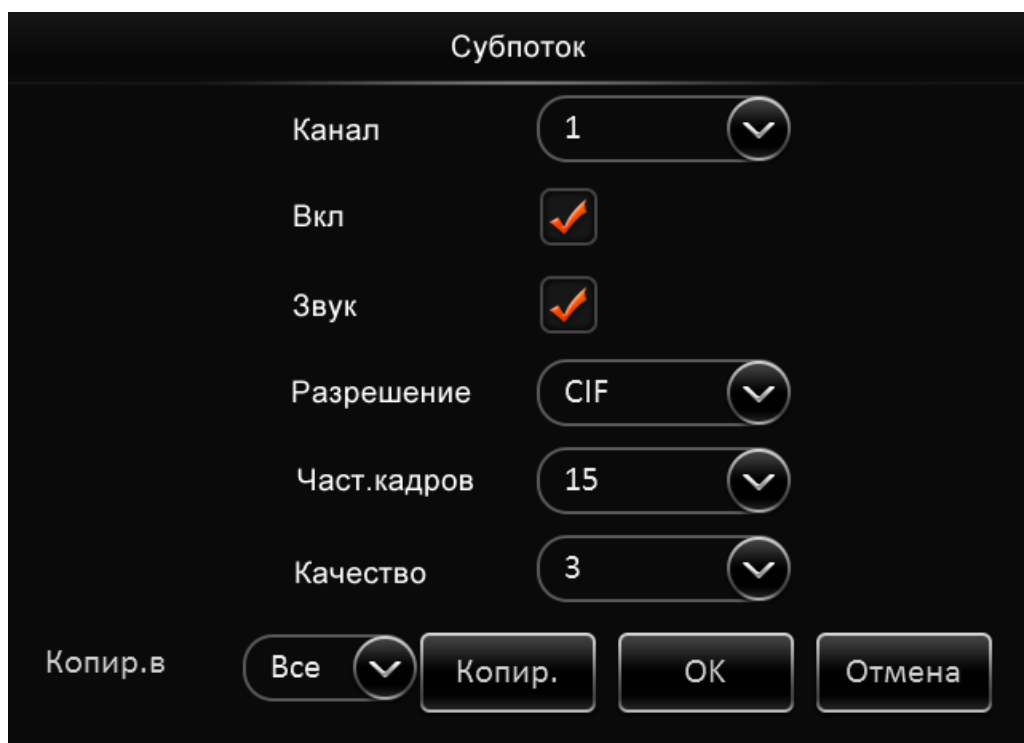 Субпоток
Канал 1
Вкл
Звук
Разрешение CIF
Част.кадров 15
Качество 3
Копир.в Все Копир. OK Отмена